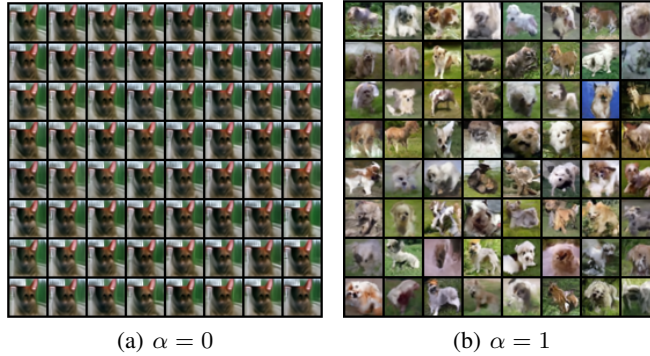 (a) α = 0
(b) α = 1